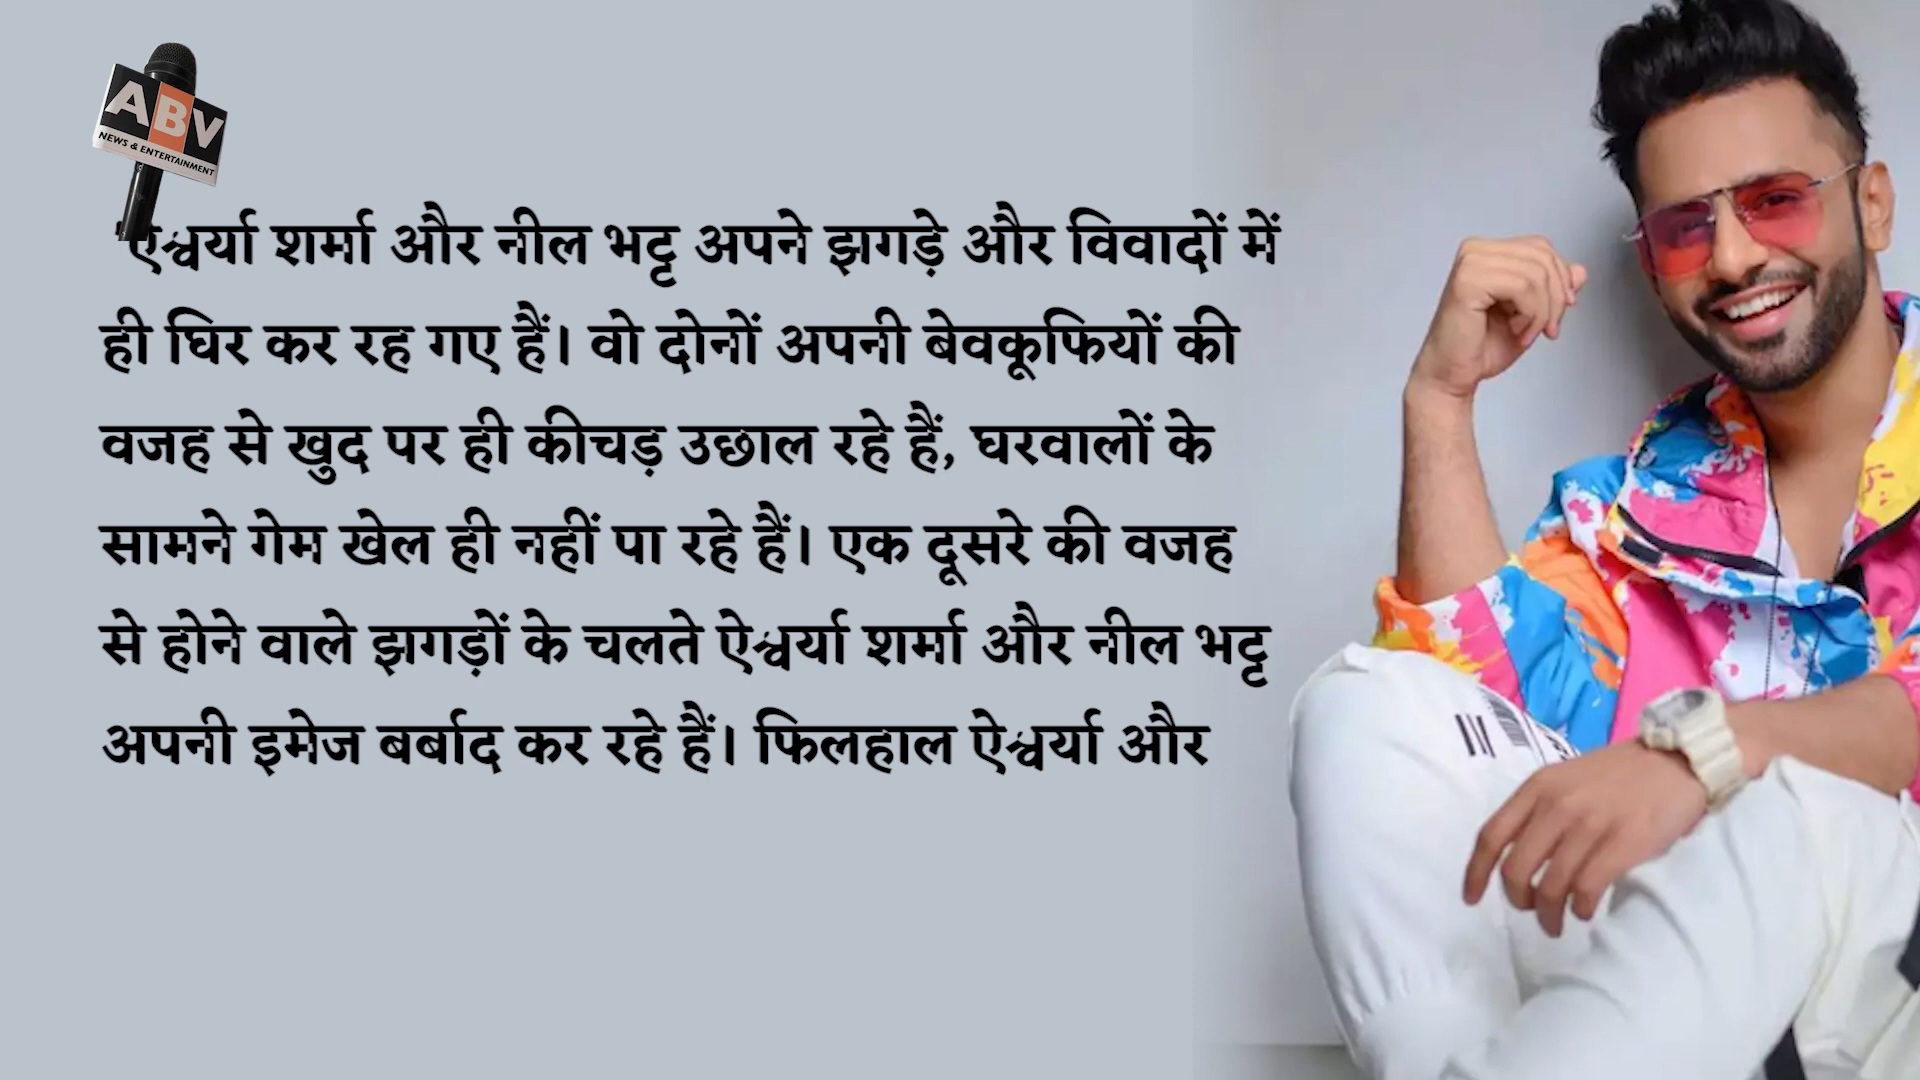 ABV
NEWS & ENTERTAINMENT
'ऐश्वर्या शर्मा और नील भट्ट अपने झगड़े और विवादों में
ही घिर कर रह गए हैं। वो दोनों अपनी बेवकूफियों की
वजह से खुद पर ही कीचड़ उछाल रहे हैं, घरवालों के
सामने गेम खेल ही नहीं पा रहे हैं। एक दूसरे की वजह
से होने वाले झगड़ों के चलते ऐश्वर्या शर्मा और नील भट्ट
अपनी इमेज बर्बाद कर रहे हैं। फिलहाल ऐश्वर्या और